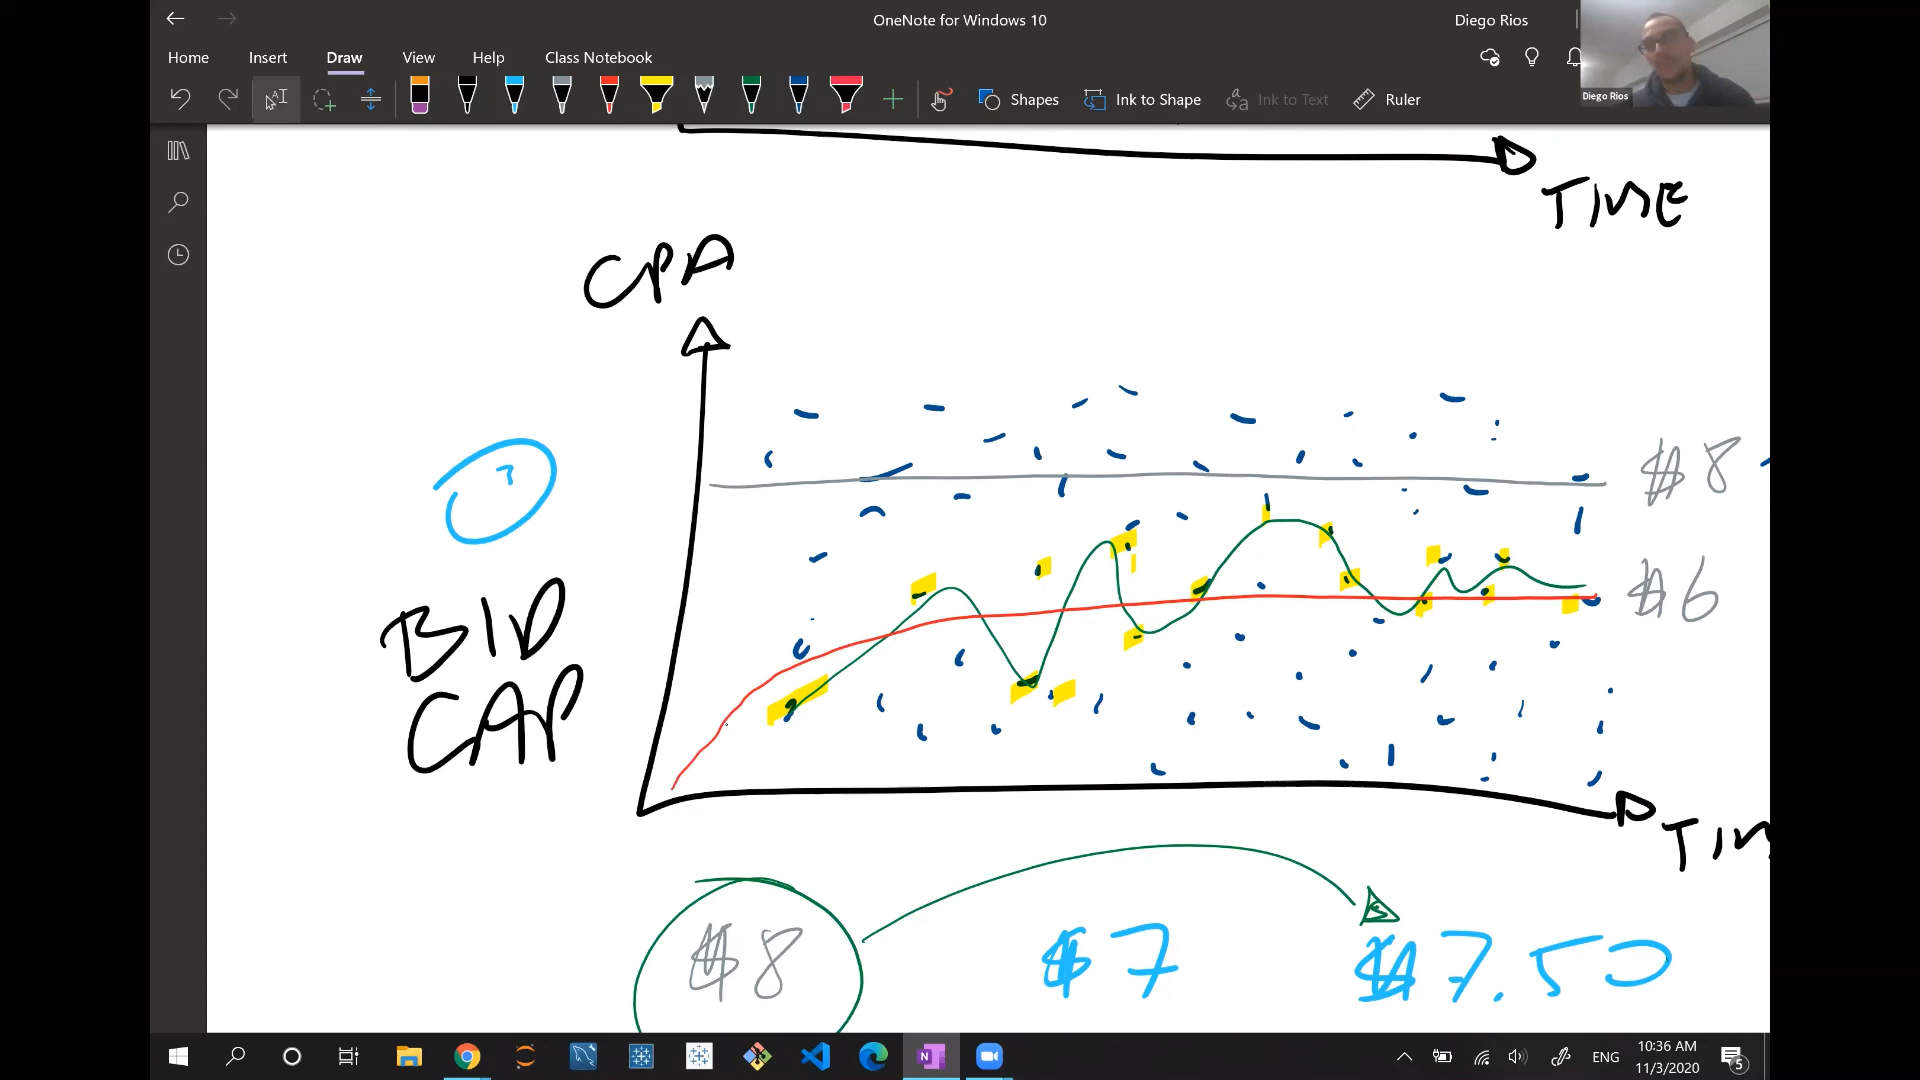 OneNote for Windows 10
Diego Rios
Home Insert Draw View Help Class Notebook
Shapes Ink to Shape Ink to Text Ruler
Diego Rios
TIME
CPA
$8
BID
CAP
$6
$8 $7 $7.50
ENG
10:36 AM
11/3/2020
5